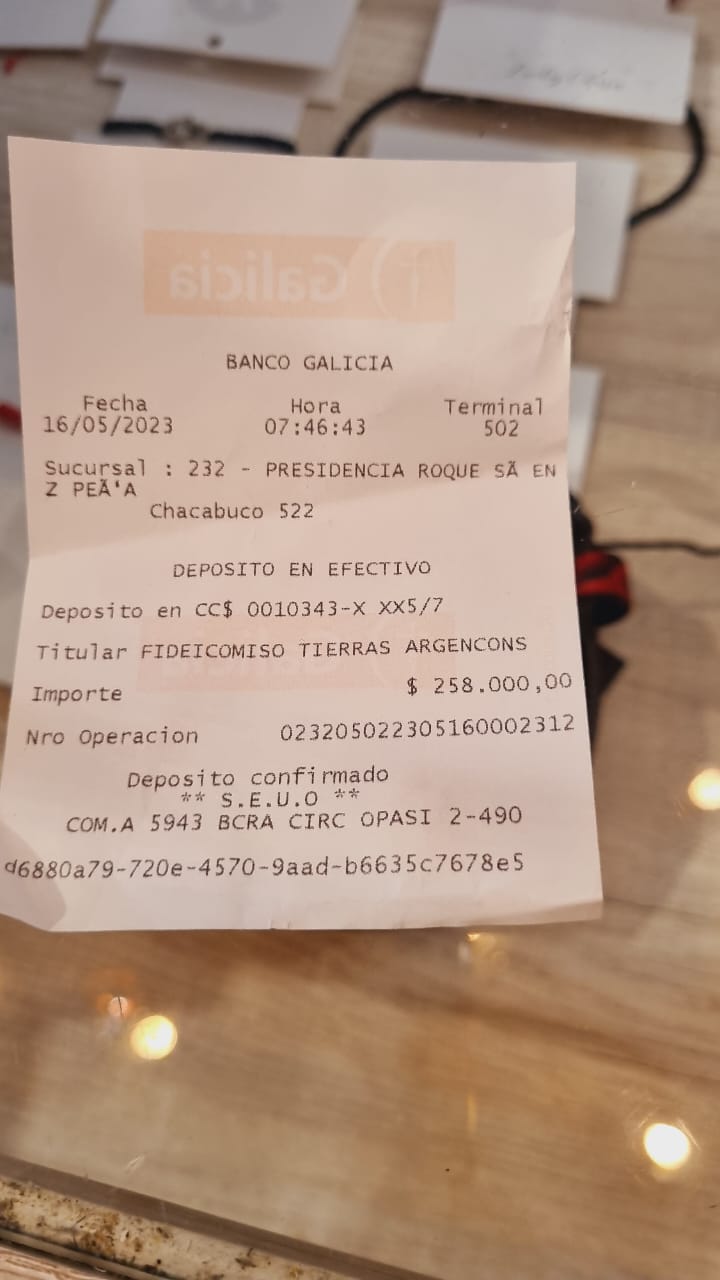 Galicia
BANCO GALICIA
Fecha Hora Terminal
16/05/2023 07:46:43 502
Sucursal : 232 - PRESIDENCIA ROQUE SÃ EN
Z PEÃ'A
Chacabuco 522
DEPOSITO EN EFECTIVO
Deposito en CC$ 0010343-X XX5/7
Titular FIDEICOMISO TIERRAS ARGENCONS
Importe $ 258.000,00
Nro Operacion 023205022305160002312
Deposito confirmado
** S.E.U.O **
COM.A 5943 BCRA CIRC OPASI 2-490
d6880a79-720e-4570-9aad-b6635c7678e5